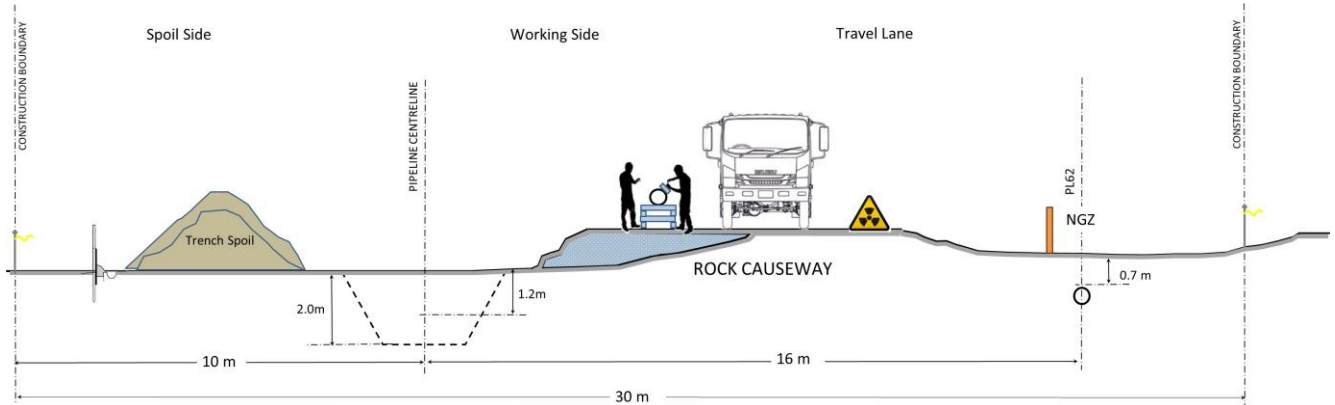 Spoil Side
Working Side
Travel Lane
CONSTRUCTION BOUNDARY
PIPELINE CENTRELINE
PL62
CONSTRUCTION BOUNDARY
ISUZU
NGZ
Trench Spoil
ROCK CAUSEWAY
0.7 m
1.2m
2.0m
10 m
16 m
30 m